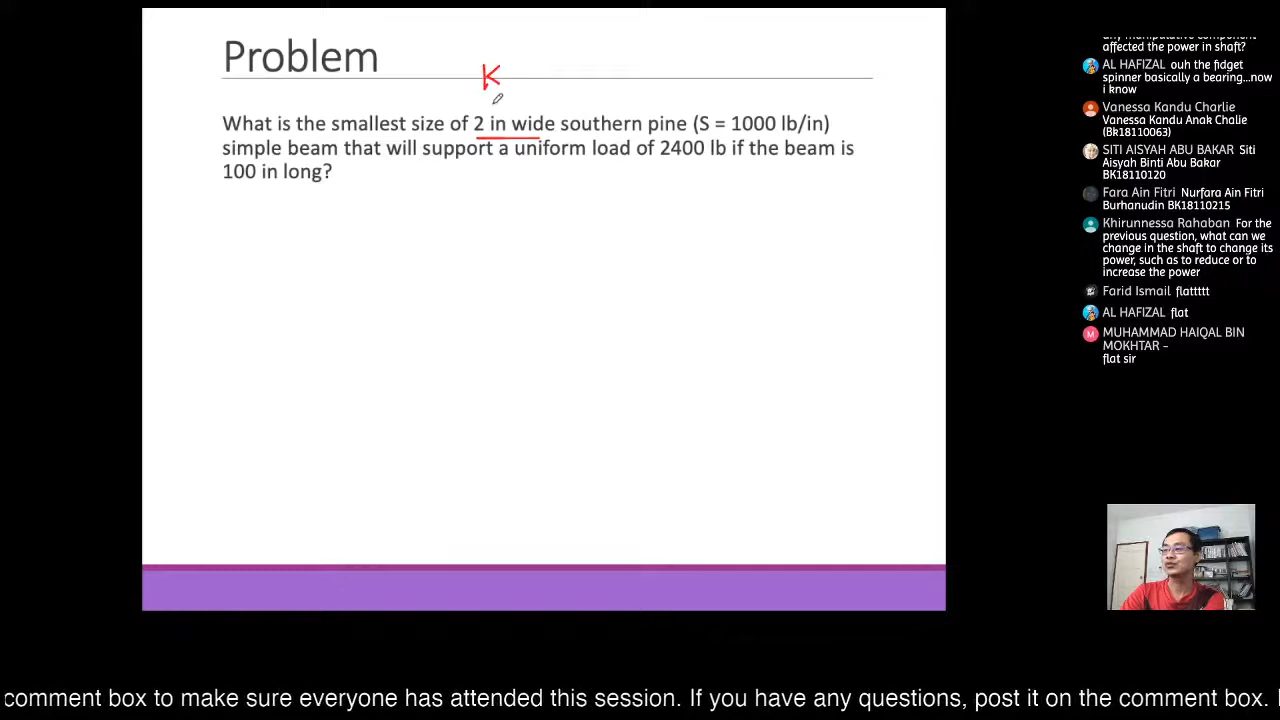 Problem
K
What is the smallest size of 2 in wide southern pine (S = 1000 lb/in)
simple beam that will support a uniform load of 2400 lb if the beam is
100 in long?
any manipulative component
affected the power in shaft?
AL HAFIZAL ouh the fidget
spinner basically a bearing...now
i know
Vanessa Kandu Charlie
Vanessa Kandu Anak Chalie
(Bk18110063)
SITI AISYAH ABU BAKAR Siti
Aisyah Binti Abu Bakar
BK18110120
Fara Ain Fitri Nurfara Ain Fitri
Burhanudin BK18110215
Khirunnessa Rahaban For the
previous question, what can we
change in the shaft to change its
power, such as to reduce or to
increase the power
Farid Ismail flattttt
AL HAFIZAL flat
M MUHAMMAD HAIQAL BIN
MOKHTAR -
flat sir
comment box to make sure everyone has attended this session. If you have any questions, post it on the comment box.